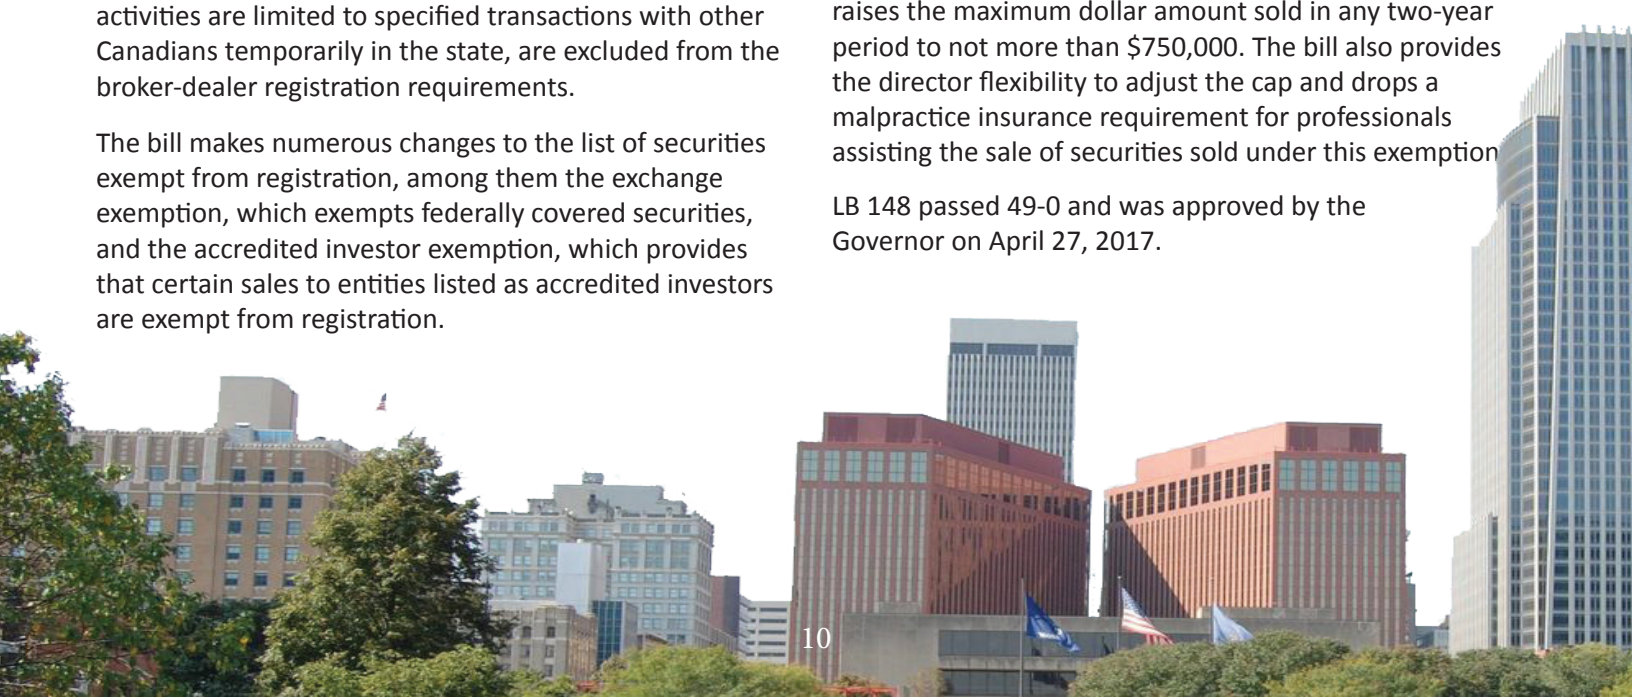 activities are limited to specified transactions with other
Canadians temporarily in the state, are excluded from the
broker-dealer registration requirements.
The bill makes numerous changes to the list of securities
exempt from registration, among them the exchange
exemption, which exempts federally covered securities,
and the accredited investor exemption, which provides
that certain sales to entities listed as accredited investors
are exempt from registration.
raises the maximum dollar amount sold in any two-year
period to not more than $750,000. The bill also provides
the director flexibility to adjust the cap and drops a
malpractice insurance requirement for professionals
assisting the sale of securities sold under this exemption
LB 148 passed 49-0 and was approved by the
Governor on April 27, 2017.
10